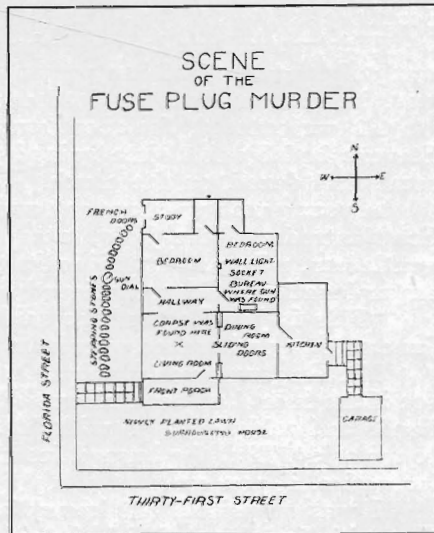 SCENE
OF THE
FUSE PLUG MURDER
N
W
E
S
FRENCH
DOORS
STUDY
BEDROOM
BEDROOM
WALL LIGHT
SOCKET
BUREAU
WHERE GUN
WAS FOUND
SUN
DIAL
STEPPING STONES
HALLWAY
CORPSE WAS
FOUND HERE
X
DINING
ROOM
SLIDING
DOORS
KITCHEN
LIVING ROOM
FRONT PORCH
NEWLY PLANTED LAWN
SURROUNDING HOUSE
GARAGE
FLORIDA STREET
THIRTY-FIRST STREET